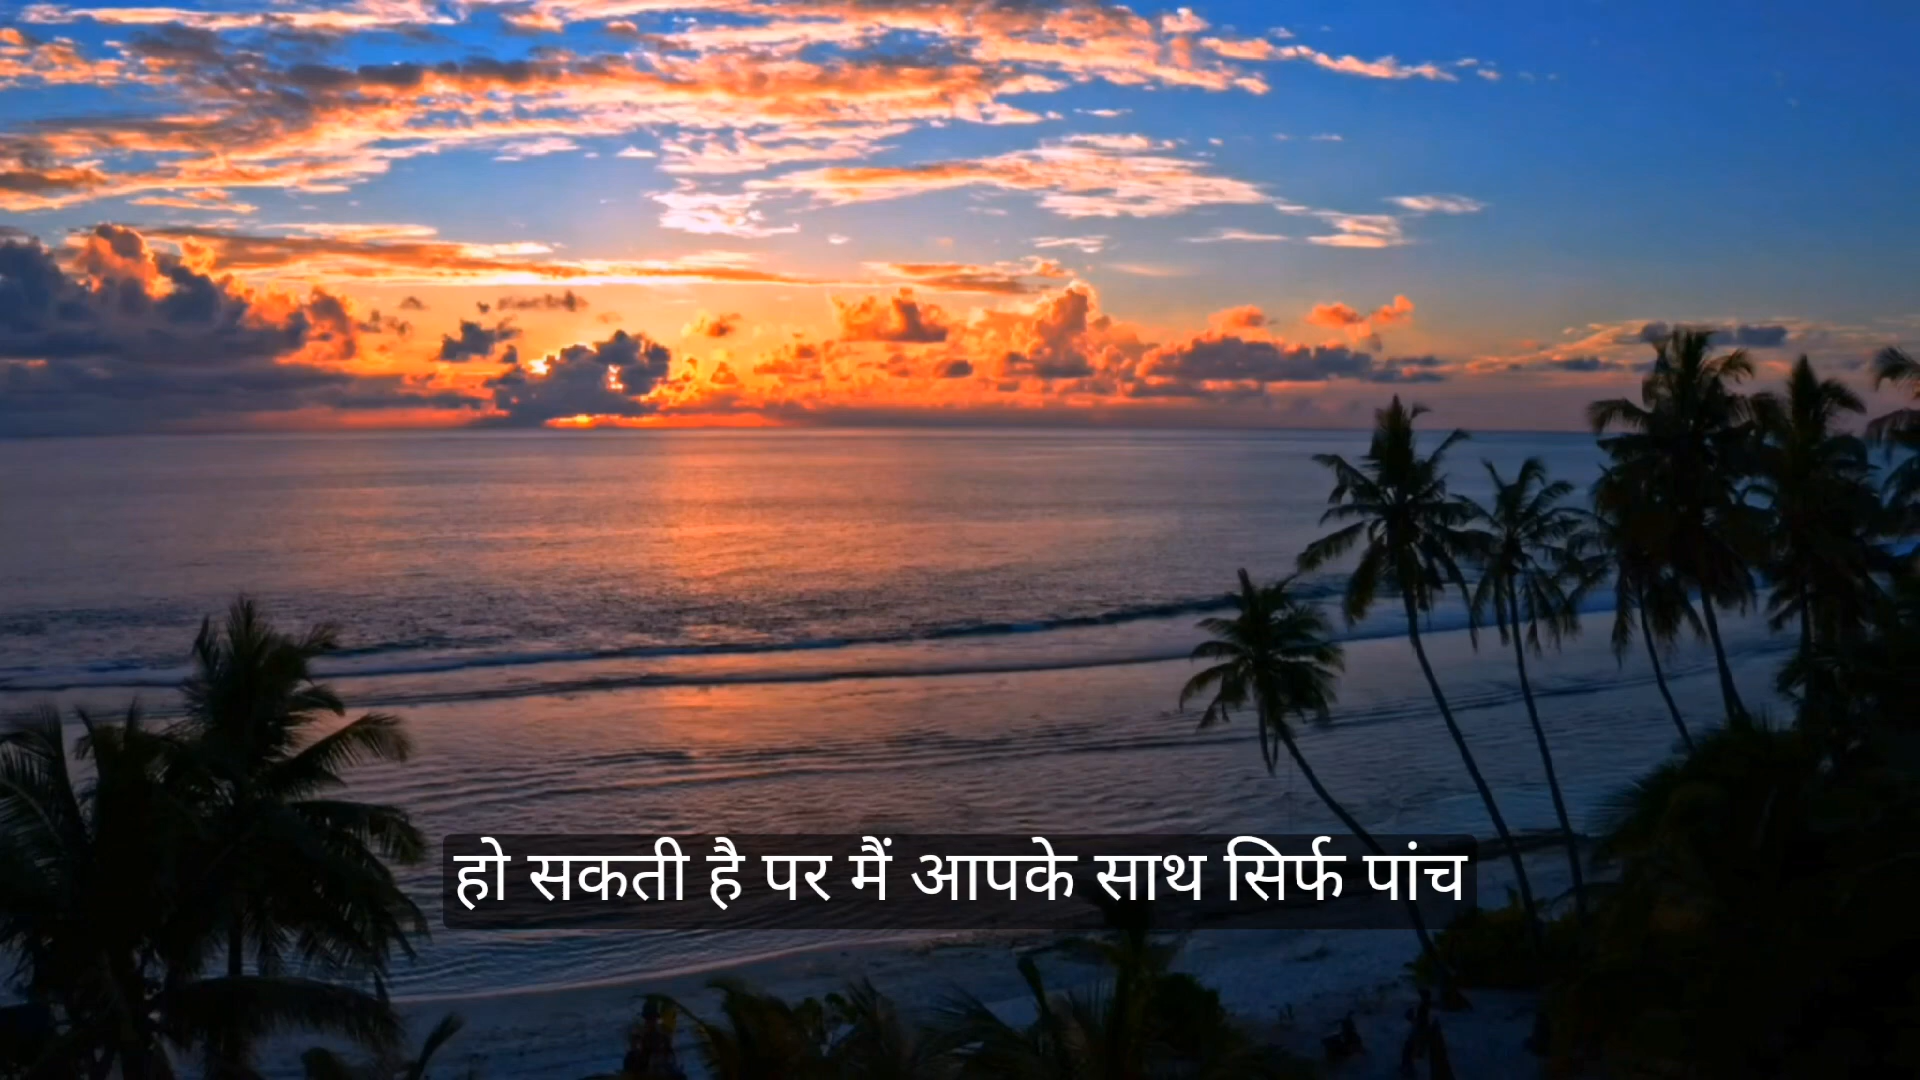 हो सकती है पर मैं आपके साथ सिर्फ पांच